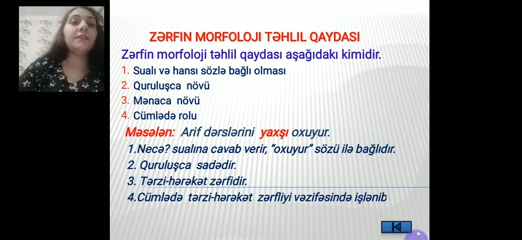 ZƏRFİN MORFOLOJI TƏHLIL QAYDASI
Zərfin morfoloji təhlil qaydası aşağıdakı kimidir.
1. Sualı və hansı sözlə bağlı olması
2. Quruluşca növü
3. Mənaca növü
4. Cümlədə rolu
Məsələn: Arif dərslərini yaxşı oxuyur.
1.Necə? sualına cavab verir, "oxuyur" sözü ilə bağlıdır.
2. Quruluşca sadədir.
3. Tərzi-hərəkət zərfidir.
4.Cümlədə tərzi-hərəkət zərfliyi vəzifəsində işlənib